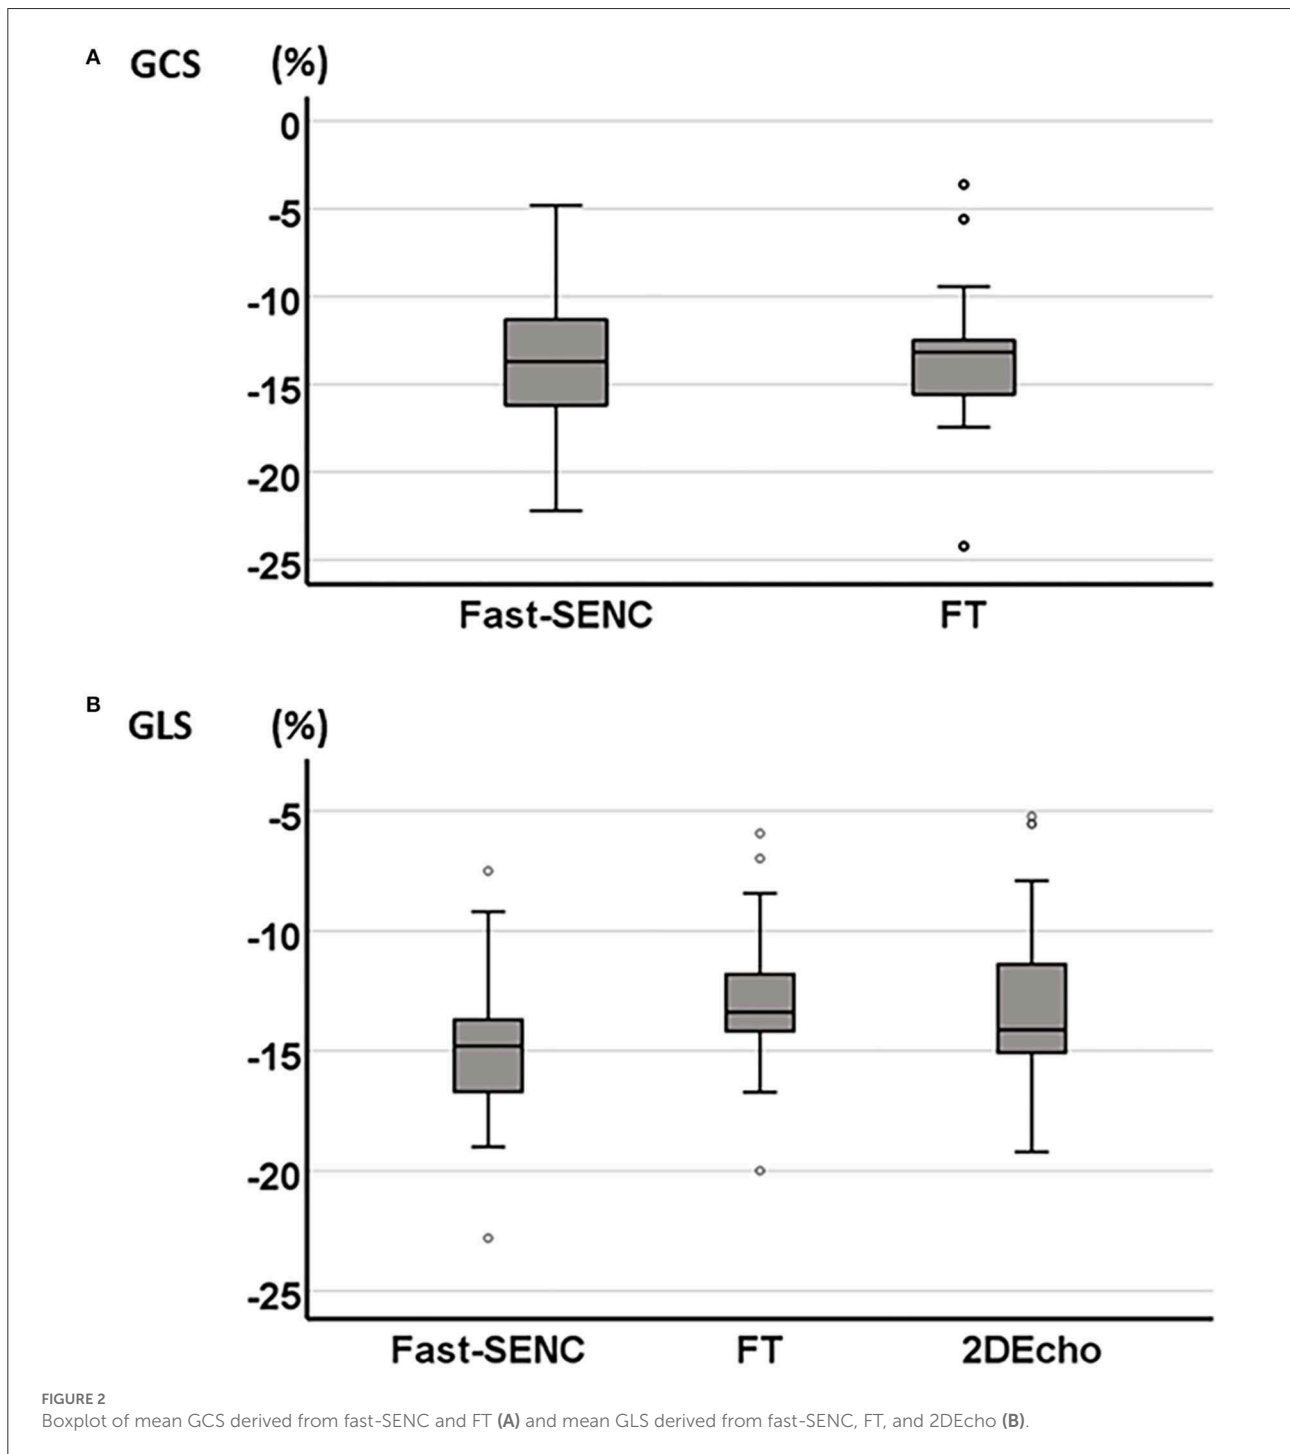 A GCS (%)
0
-5
-10
-15
-20
-25
Fast-SENC FT
B GLS (%)
-5
-10
-15
-20
-25
Fast-SENC FT 2DEcho
FIGURE 2
Boxplot of mean GCS derived from fast-SENC and FT (A) and mean GLS derived from fast-SENC, FT, and 2DEcho (B).